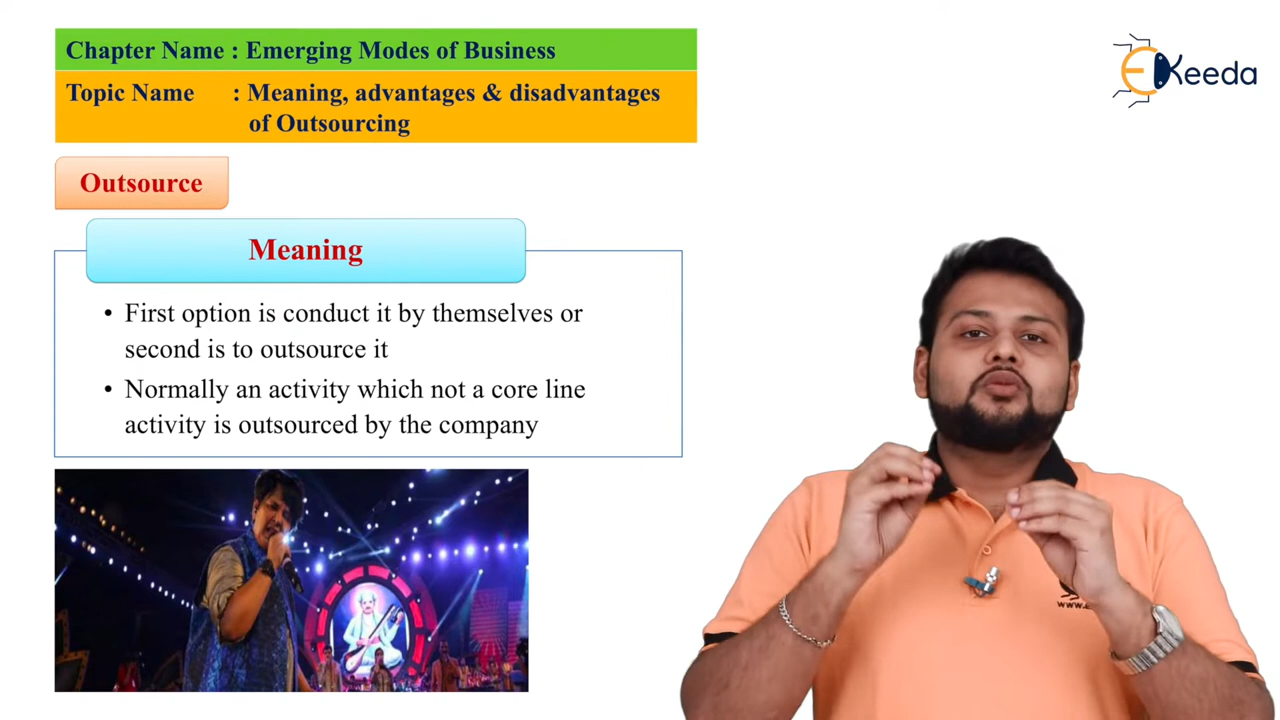 Chapter Name : Emerging Modes of Business
Topic Name : Meaning, advantages & disadvantages
of Outsourcing
EKeeda
Outsource
Meaning
• First option is conduct it by themselves or
second is to outsource it
• Normally an activity which not a core line
activity is outsourced by the company
WWW.E